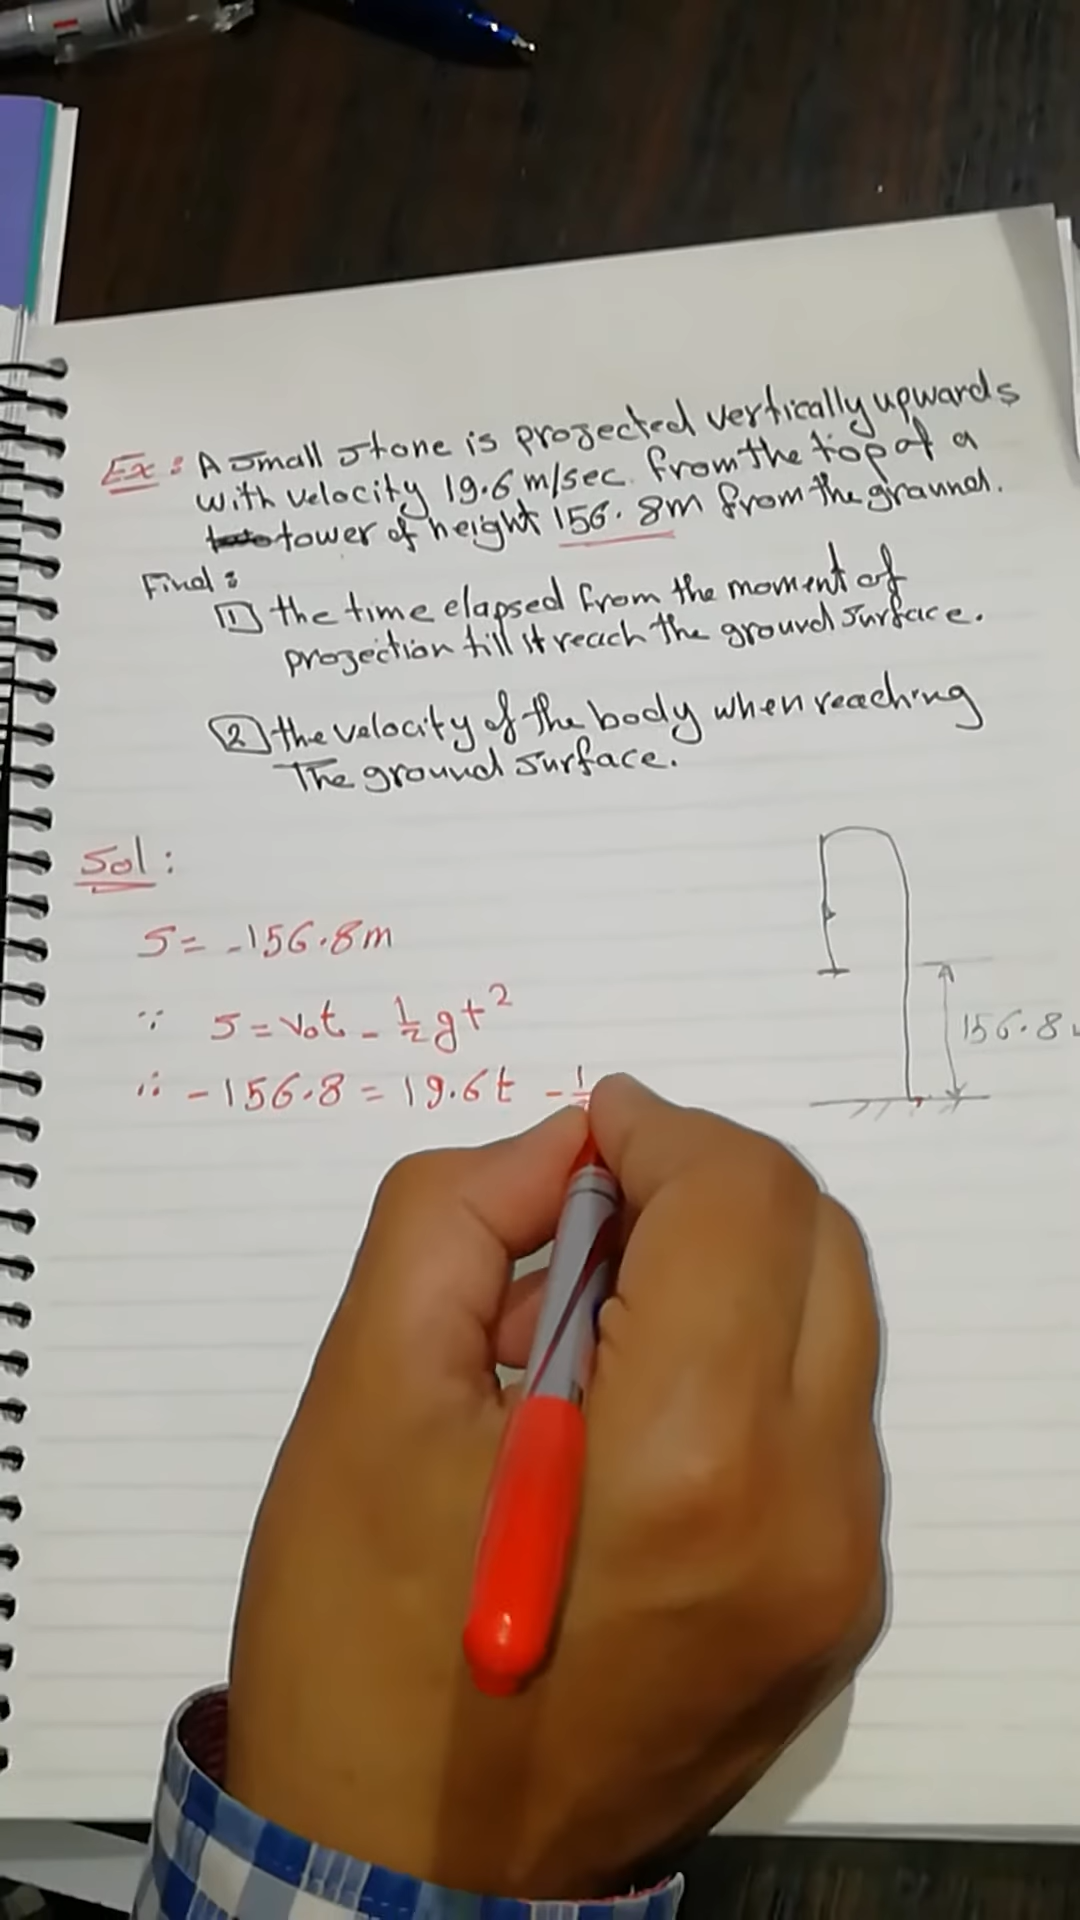 Ex: A small stone is projected vertically upwards
with velocity 19.6 m/sec. from the top of a
tower of height 156.8m from the graund.
Find:
1 the time elapsed from the moment of
projection till it reach the ground surface.
2 the velocity of the body when reaching
The ground surface.
Sol:
S = -156.8m
∵ S = V₀t - ½gt²
156.8
∴ -156.8 = 19.6t - 1